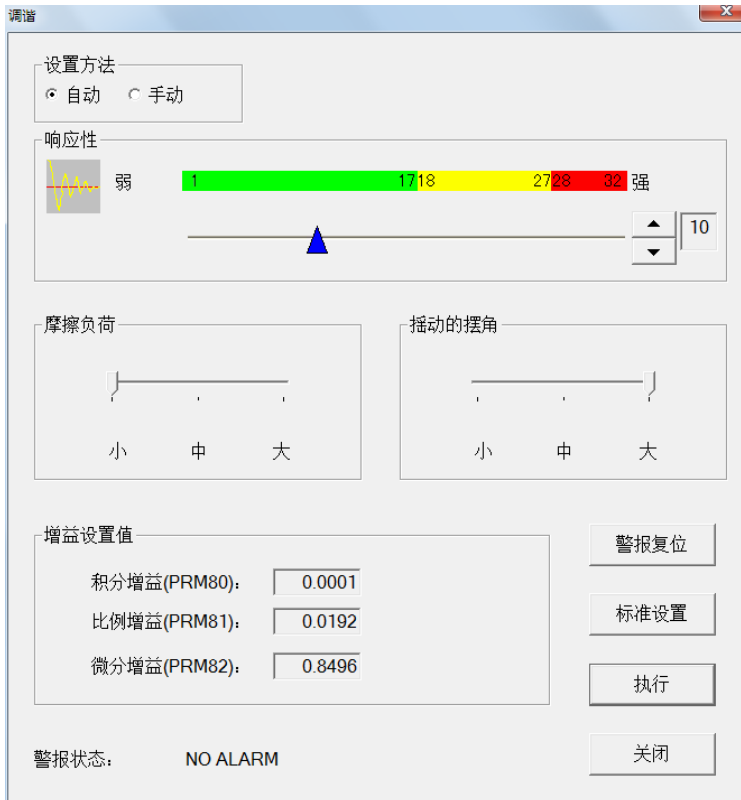 调谐
设置方法
自动 手动
响应性
弱 1 17 18 27 28 32 强
10
摩擦负荷 摇动的摆角
小 中 大 小 中 大
增益设置值
警报复位
积分增益(PRM80): 0.0001
比例增益(PRM81): 0.0192
标准设置
微分增益(PRM82): 0.8496
执行
警报状态: NO ALARM
关闭